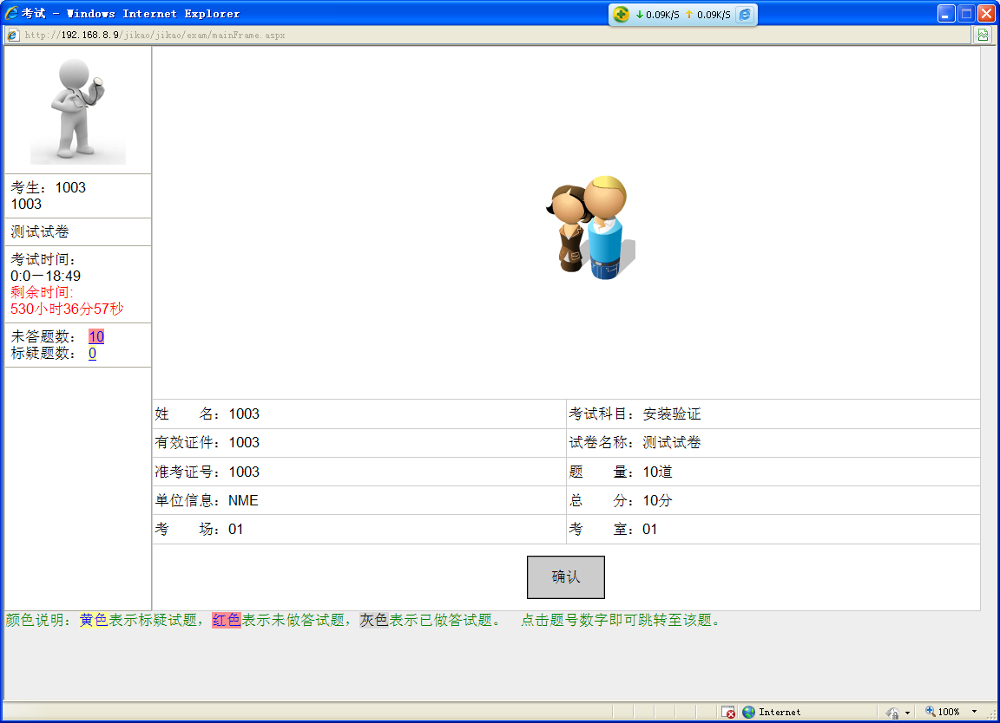 考试 - Windows Internet Explorer
0.09K/S 0.09K/S
http://192.168.8.9/jikao/jikao/exam/mainFrame.aspx
考生：1003
1003
测试试卷
考试时间：
0:0－18:49
剩余时间:
530小时36分57秒
未答题数： 10
标疑题数： 0
姓　　名：1003
考试科目：安装验证
有效证件：1003
试卷名称：测试试卷
准考证号：1003
题　　量：10道
单位信息：NME
总　　分：10分
考　　场：01
考　　室：01
确认
颜色说明：黄色表示标疑试题，红色表示未做答试题，灰色表示已做答试题。 点击题号数字即可跳转至该题。
Internet
100%